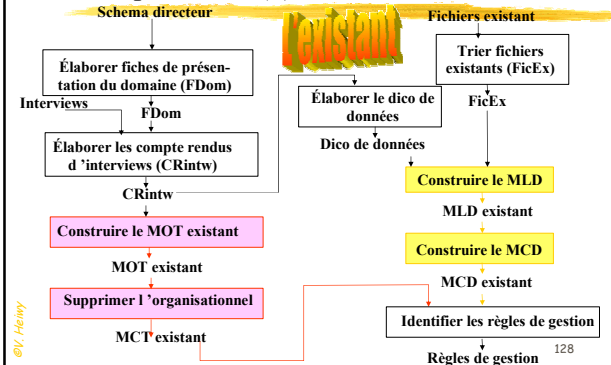 Schema directeur
l'existant
Fichiers existant
Élaborer fiches de présen-
tation du domaine (FDom)
Trier fichiers
existants (FicEx)
Interviews
FDom
Élaborer le dico de
données
FicEx
Élaborer les compte rendus
d 'interviews (CRintw)
Dico de données
CRintw
Construire le MLD
MLD existant
Construire le MOT existant
Construire le MCD
MOT existant
MCD existant
Supprimer l 'organisationnel
Identifier les règles de gestion
MCT existant
Règles de gestion
128
©V. Heiwy